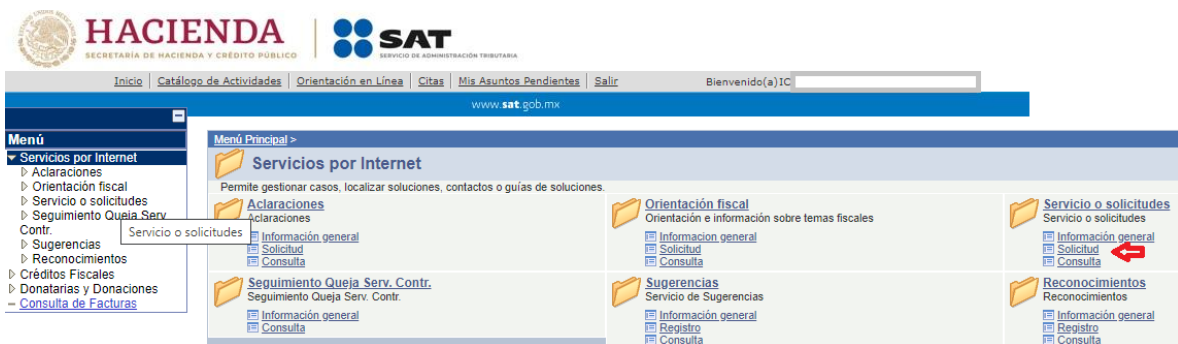 HACIENDA
SECRETARÍA DE HACIENDA Y CRÉDITO PÚBLICO
SAT
SERVICIO DE ADMINISTRACIÓN TRIBUTARIA
Inicio | Catálogo de Actividades | Orientación en Línea | Citas | Mis Asuntos Pendientes | Salir
Bienvenido(a)IC
www.sat.gob.mx
Menú
Servicios por Internet
Aclaraciones
Orientación fiscal
Servicio o solicitudes
Seguimiento Queja Serv
Contr.
Servicio o solicitudes
Sugerencias
Reconocimientos
Créditos Fiscales
Donatarias y Donaciones
Consulta de Facturas
Menú Principal >
Servicios por Internet
Permite gestionar casos, localizar soluciones, contactos o guías de soluciones.
Aclaraciones
Aclaraciones
Información general
Solicitud
Consulta
Orientación fiscal
Orientación e información sobre temas fiscales
Informacion general
Solicitud
Consulta
Servicio o solicitudes
Servicio o solicitudes
Información general
Solicitud
Consulta
Seguimiento Queja Serv. Contr.
Seguimiento Queja Serv. Contr.
Información general
Consulta
Sugerencias
Servicio de Sugerencias
Información general
Registro
Consulta
Reconocimientos
Reconocimientos
Información general
Registro
Consulta